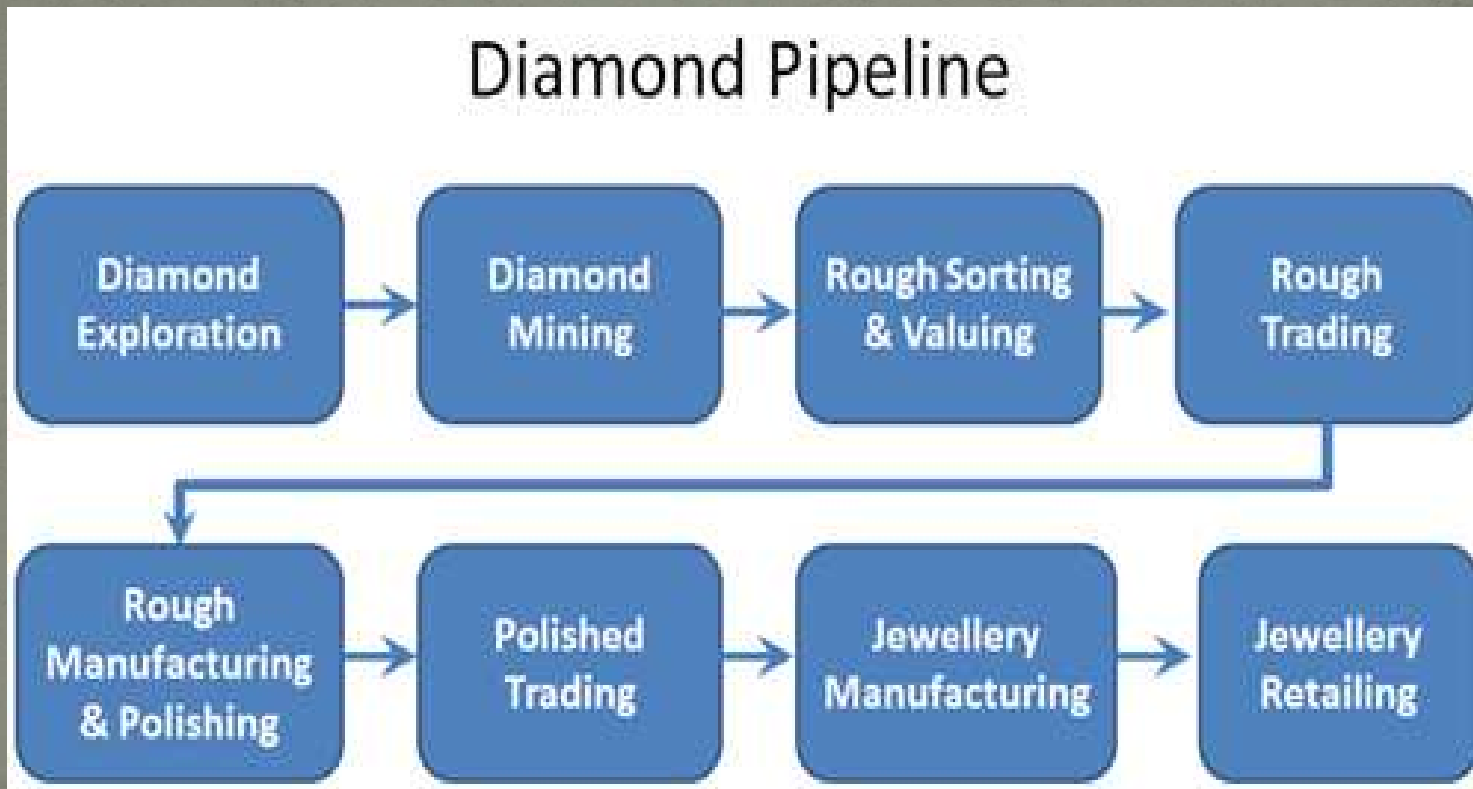 Diamond Pipeline
Diamond
Exploration
Diamond
Mining
Rough Sorting
& Valuing
Rough
Trading
Rough
Manufacturing
& Polishing
Polished
Trading
Jewellery
Manufacturing
Jewellery
Retailing